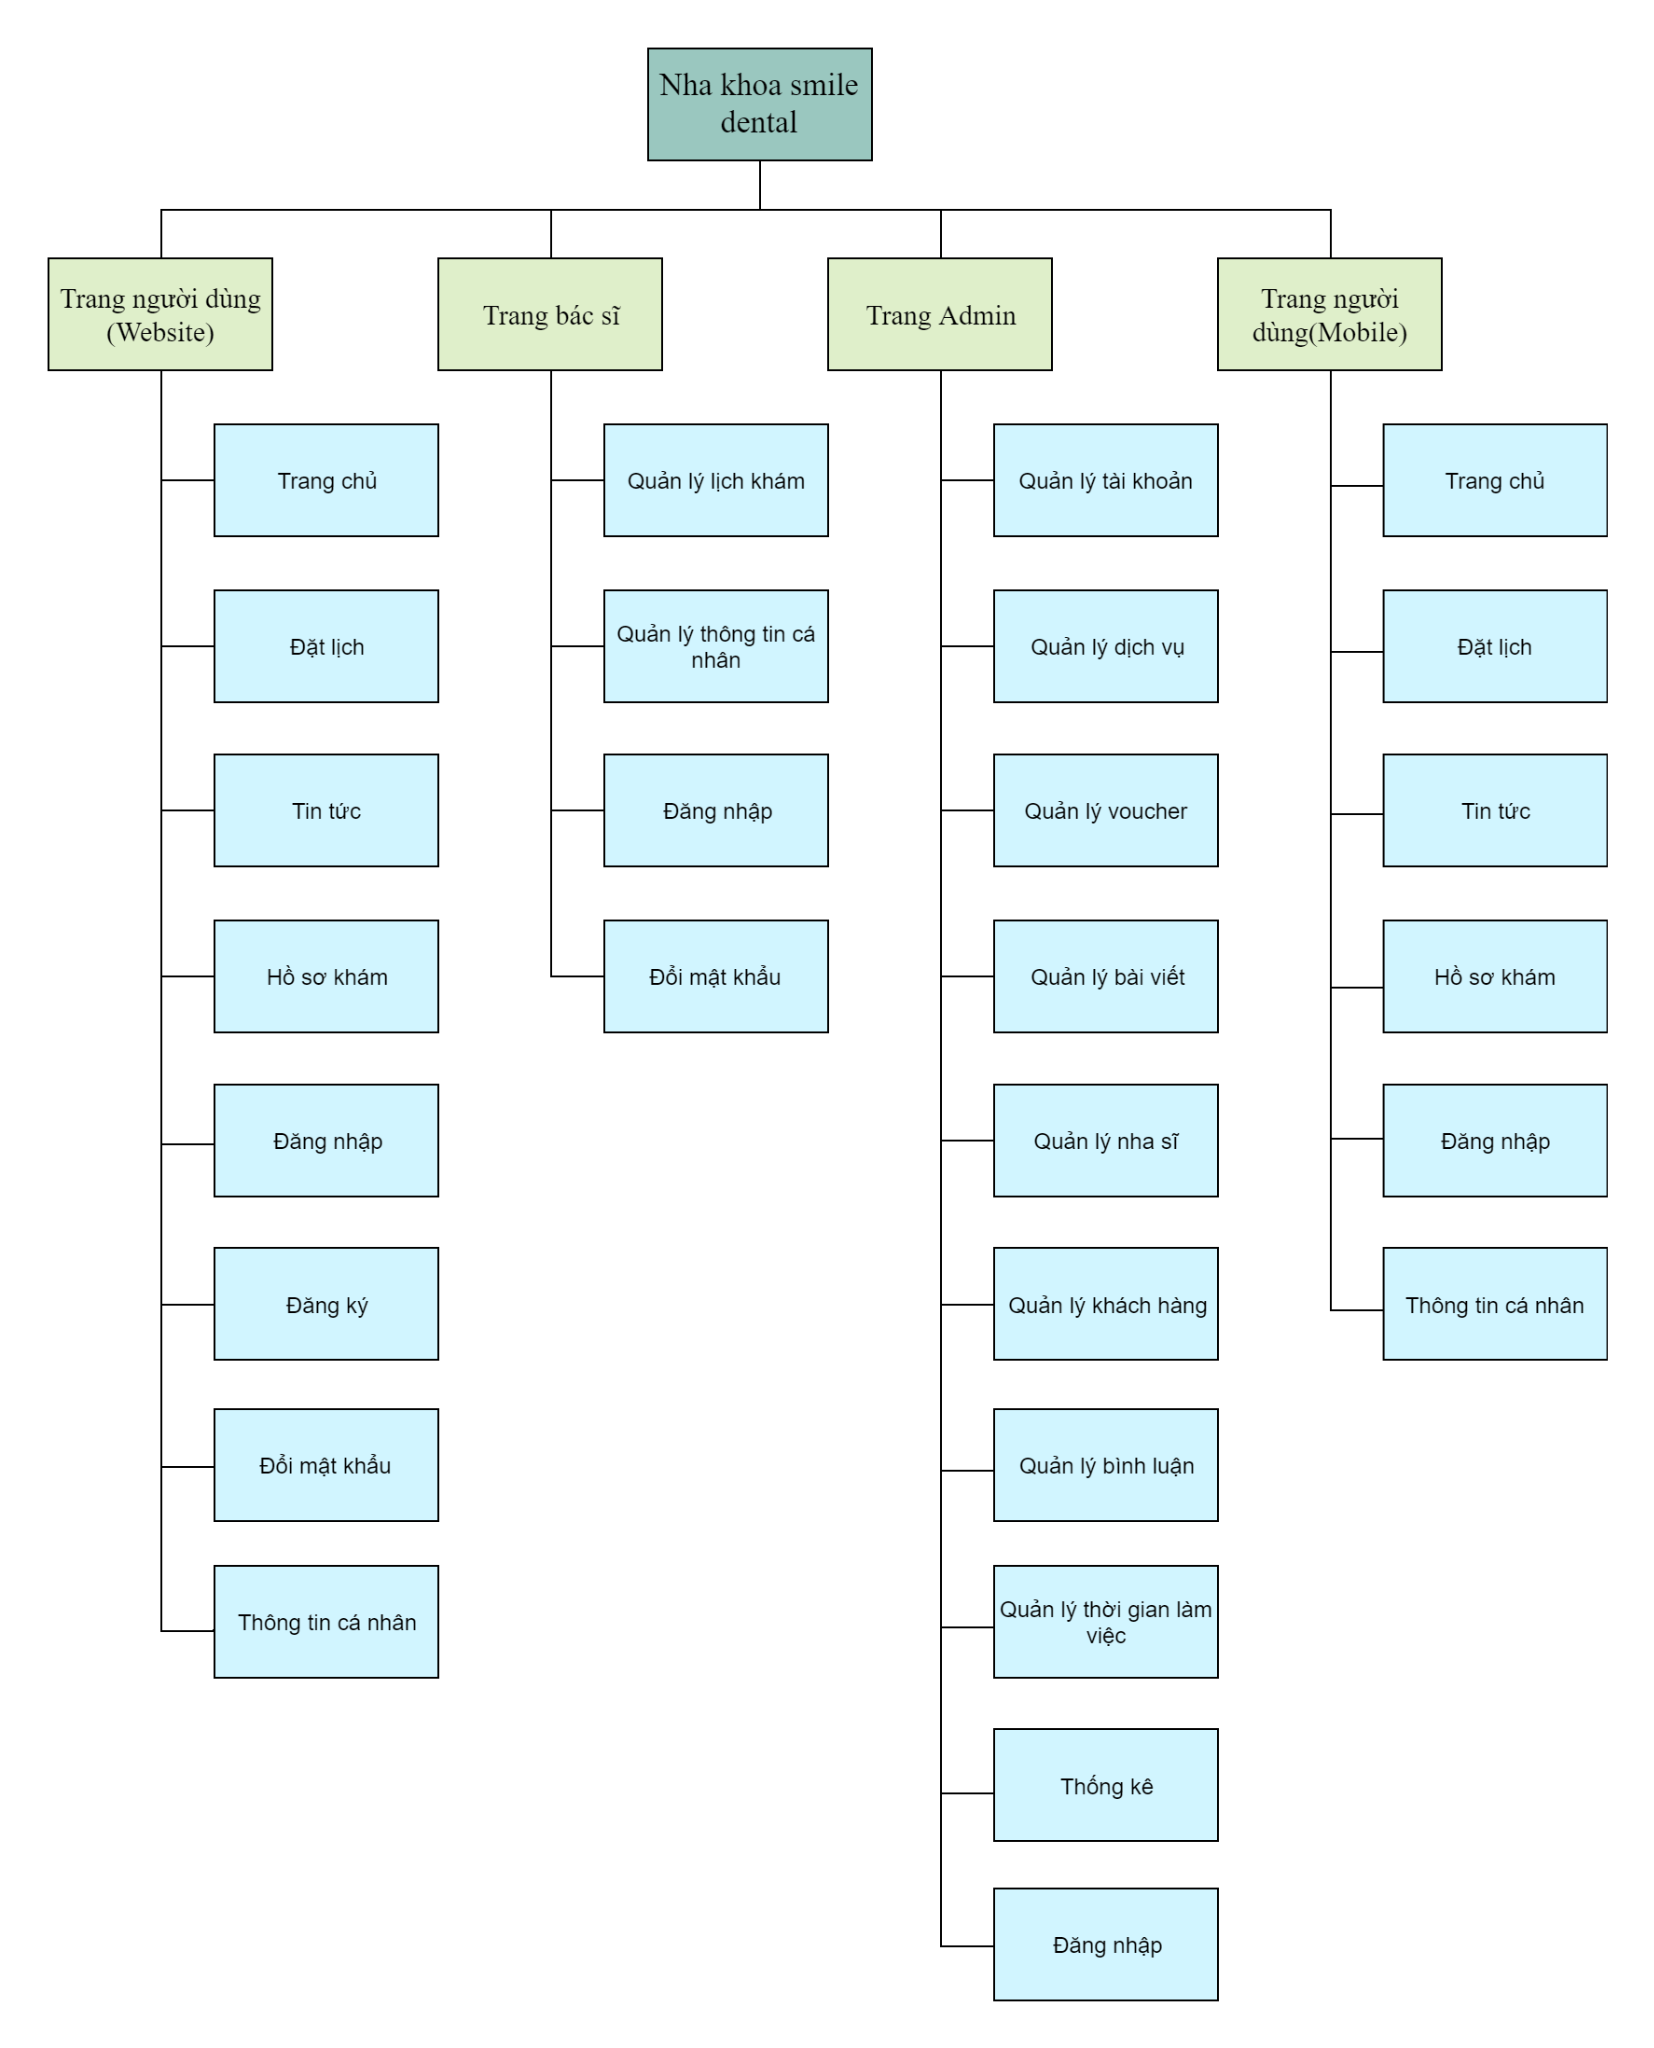 Nha khoa smile
dental
Trang người dùng
(Website)
Trang bác sĩ
Trang Admin
Trang người
dùng(Mobile)
Trang chủ
Đặt lịch
Tin tức
Hồ sơ khám
Đăng nhập
Đăng ký
Đổi mật khẩu
Thông tin cá nhân
Quản lý lịch khám
Quản lý thông tin cá
nhân
Đăng nhập
Đổi mật khẩu
Quản lý tài khoản
Quản lý dịch vụ
Quản lý voucher
Quản lý bài viết
Quản lý nha sĩ
Quản lý khách hàng
Quản lý bình luận
Quản lý thời gian làm
việc
Thống kê
Đăng nhập
Trang chủ
Đặt lịch
Tin tức
Hồ sơ khám
Đăng nhập
Thông tin cá nhân